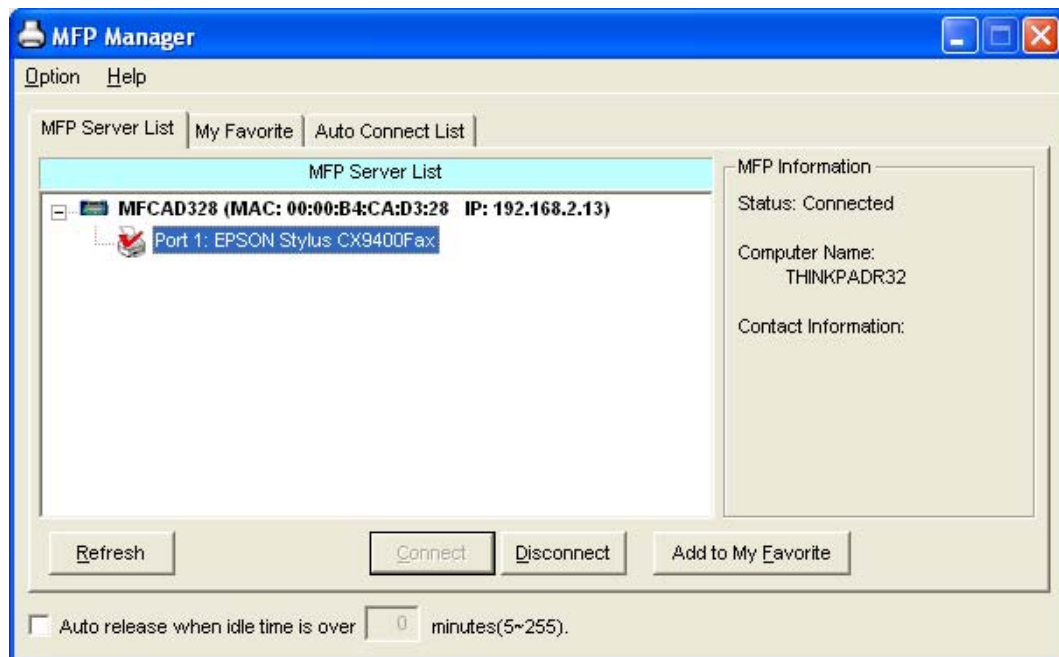 MFP Manager
Option Help
MFP Server List My Favorite Auto Connect List
MFP Server List
MFCAD328 (MAC: 00:00:B4:CA:D3:28 IP: 192.168.2.13)
Port 1: EPSON Stylus CX9400Fax
MFP Information
Status: Connected
Computer Name:
THINKPADR32
Contact Information:
Refresh Connect Disconnect Add to My Favorite
Auto release when idle time is over 0 minutes(5~255).